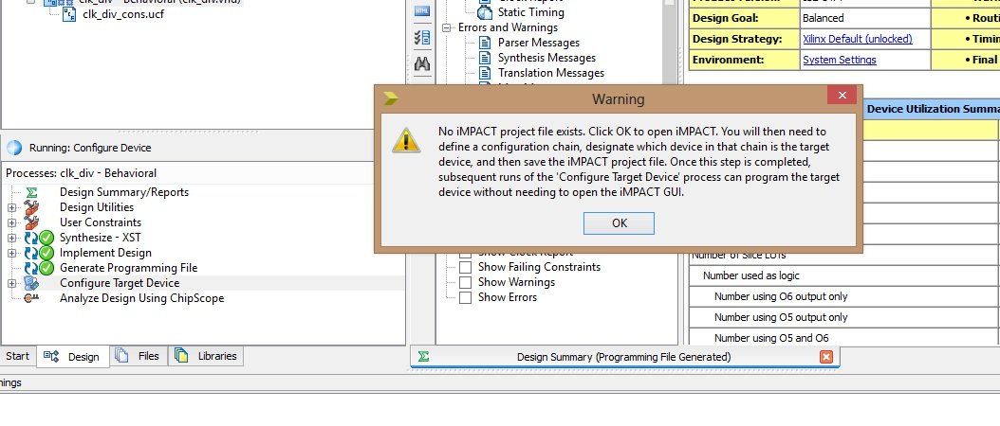 clk_div - Behavioral (clk_div.vhd)
clk_div_cons.ucf
Running: Configure Device
Processes: clk_div - Behavioral
Design Summary/Reports
Design Utilities
User Constraints
Synthesize - XST
Implement Design
Generate Programming File
Configure Target Device
Analyze Design Using ChipScope
Start
Design
Files
Libraries
HTML
Clock Report
Static Timing
Errors and Warnings
Parser Messages
Synthesis Messages
Translation Messages
Show Clock Report
Show Failing Constraints
Show Warnings
Show Errors
Design Summary (Programming File Generated)
Design Goal: Balanced • Routi
Design Strategy: Xilinx Default (unlocked) • Timin
Environment: System Settings • Final
Device Utilization Summa
Number of Slice LUTs
Number used as logic
Number using O6 output only
Number using O5 output only
Number using O5 and O6
Warning
No iMPACT project file exists. Click OK to open iMPACT. You will then need to
define a configuration chain, designate which device in that chain is the target
device, and then save the iMPACT project file. Once this step is completed,
subsequent runs of the 'Configure Target Device' process can program the target
device without needing to open the iMPACT GUI.
OK
nings